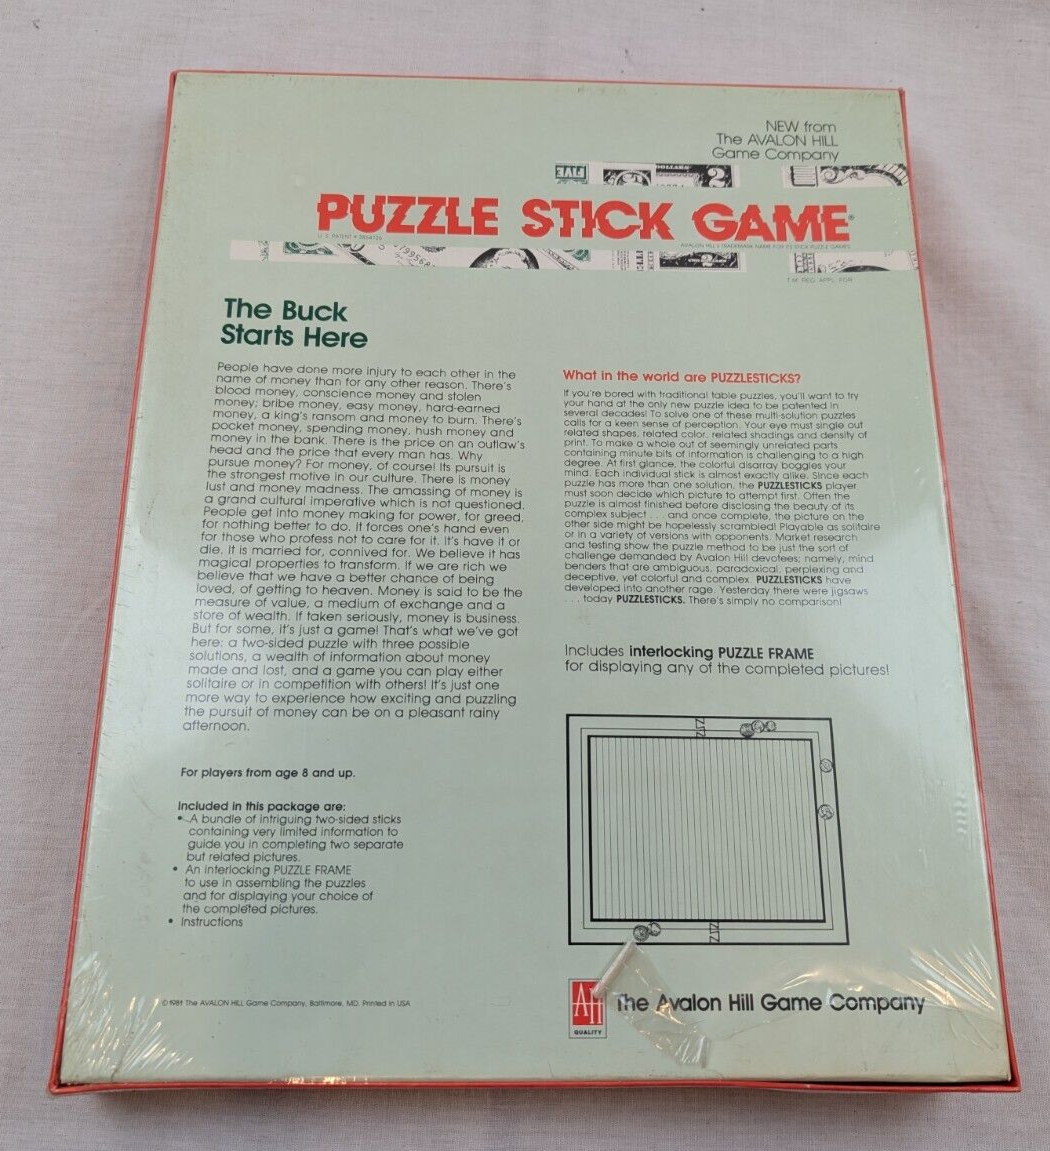 NEW from
The AVALON HILL
Game Company
FIVE
DOLLARS
2
PUZZLE STICK GAME®
AVALON HILL'S TRADEMARK NAME FOR ITS STICK PUZZLE GAMES
T.M. REG. APPL. FOR
The Buck
Starts Here
People have done more injury to each other in the
name of money than for any other reason. There's
blood money, conscience money and stolen
money; bribe money, easy money, hard-earned
money, a king's ransom and money to burn. There's
pocket money, spending money, hush money and
money in the bank. There is the price on an outlaw's
head and the price that every man has. Why
pursue money? For money, of course! Its pursuit is
the strongest motive in our culture. There is money
lust and money madness. The amassing of money is
a grand cultural imperative which is not questioned.
People get into money making for power, for greed,
for nothing better to do. It forces one's hand even
for those who profess not to care for it. It's have it or
die. It is married for, connived for. We believe it has
magical properties to transform. If we are rich we
believe that we have a better chance of being
loved, of getting to heaven. Money is said to be the
measure of value, a medium of exchange and a
store of wealth. If taken seriously, money is business.
But for some, it's just a game! That's what we've got
here: a two-sided puzzle with three possible
solutions, a wealth of information about money
made and lost, and a game you can play either
solitaire or in competition with others! It's just one
more way to experience how exciting and puzzling
the pursuit of money can be on a pleasant rainy
afternoon.
For players from age 8 and up.
Included in this package are:
• A bundle of intriguing two-sided sticks
containing very limited information to
guide you in completing two separate
but related pictures.
• An interlocking PUZZLE FRAME
to use in assembling the puzzles
and for displaying your choice of
the completed pictures.
• Instructions
What in the world are PUZZLESTICKS?
If you're bored with traditional table puzzles, you'll want to try
your hand at the only new puzzle idea to be patented in
several decades! To solve one of these multi-solution puzzles
calls for a keen sense of perception. Your eye must single out
related shapes, related color, related shadings and density of
print. To make a whole out of seemingly unrelated parts
containing minute bits of information is challenging to a high
degree. At first glance, the colorful disarray boggles your
mind. Each individual stick is almost exactly alike. Since each
puzzle has more than one solution, the PUZZLESTICKS player
must soon decide which picture to attempt first. Often the
puzzle is almost finished before disclosing the beauty of its
complex subject . . . and once complete, the picture on the
other side might be hopelessly scrambled! Playable as solitaire
or in a variety of versions with opponents. Market research
and testing show the puzzle method to be just the sort of
challenge demanded by Avalon Hill devotees; namely, mind
benders that are ambiguous, paradoxical, perplexing and
deceptive, yet colorful and complex. PUZZLESTICKS have
developed into another rage. Yesterday there were jigsaws
. . . today PUZZLESTICKS. There's simply no comparison!
Includes interlocking PUZZLE FRAME
for displaying any of the completed pictures!
© 1981 The AVALON HILL Game Company, Baltimore, MD. Printed in USA
AH
QUALITY
The Avalon Hill Game Company